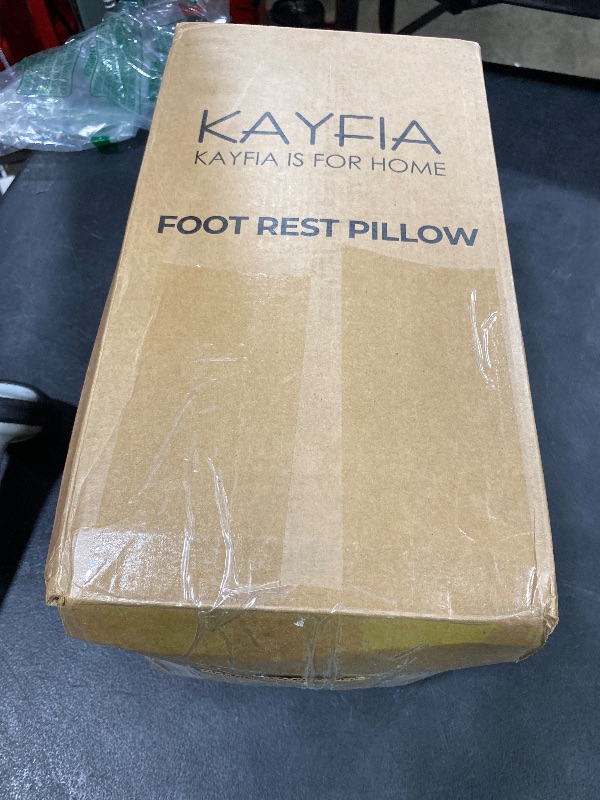 KAYFIA
KAYFIA IS FOR HOME
FOOT REST PILLOW